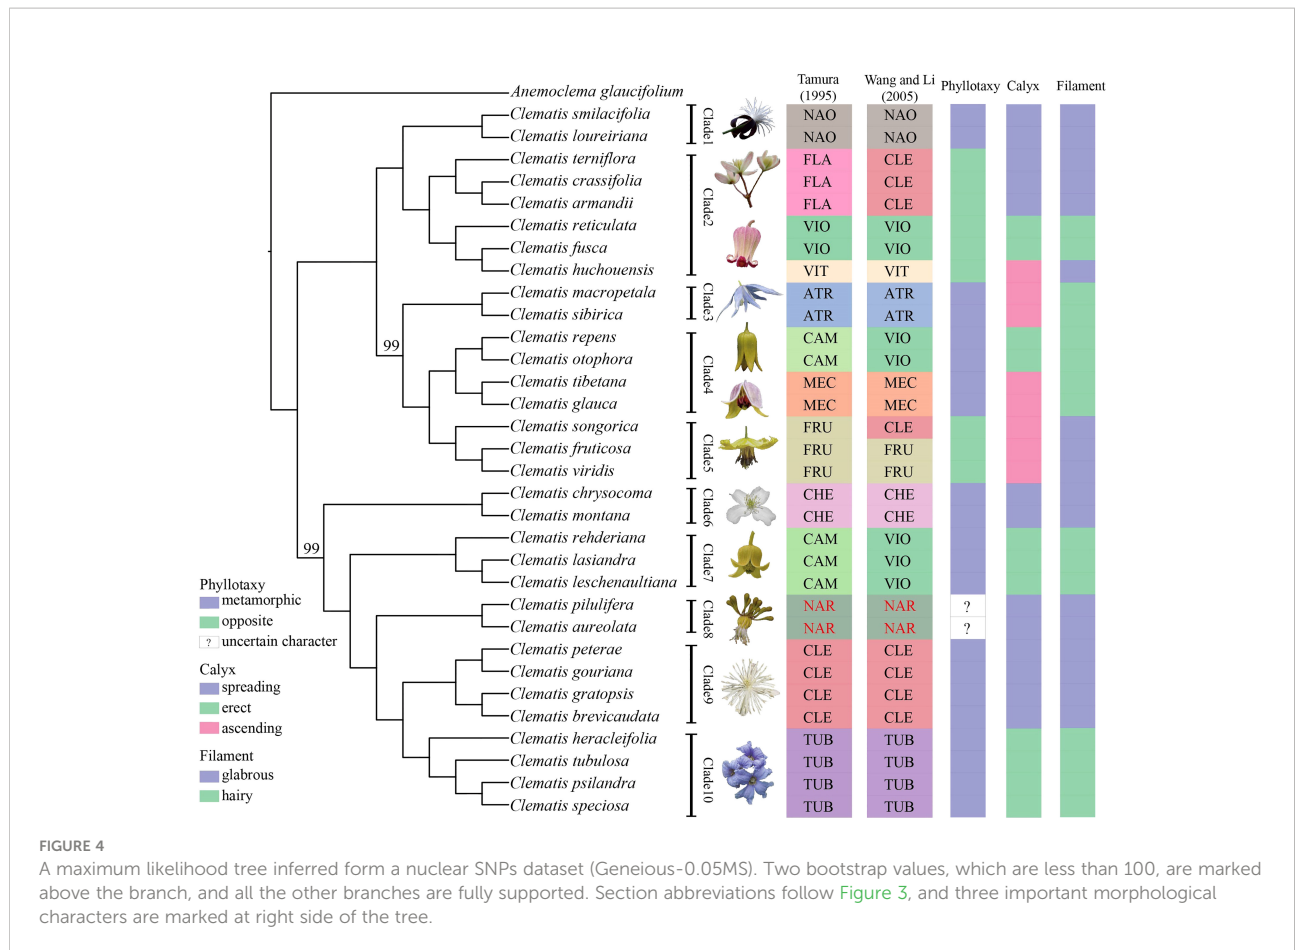 Tamura (1995)
Wang and Li (2005)
Phyllotaxy
Calyx
Filament
Anemoclema glaucifolium
Clematis smilacifolia NAO NAO
Clematis loureiriana NAO NAO
Clade1
Clematis terniflora FLA CLE
Clematis crassifolia FLA CLE
Clematis armandii FLA CLE
Clematis reticulata VIO VIO
Clematis fusca VIO VIO
Clematis huchouensis VIT VIT
Clade2
Clematis macropetala ATR ATR
Clematis sibirica ATR ATR
Clade3
99
Clematis repens CAM VIO
Clematis otophora CAM VIO
Clematis tibetana MEC MEC
Clematis glauca MEC MEC
Clade4
Clematis songorica FRU CLE
Clematis fruticosa FRU FRU
Clematis viridis FRU FRU
Clade5
Clematis chrysocoma CHE CHE
Clematis montana CHE CHE
Clade6
99
Clematis rehderiana CAM VIO
Clematis lasiandra CAM VIO
Clematis leschenaultiana CAM VIO
Clade7
Clematis pilulifera NAR NAR ?
Clematis aureolata NAR NAR ?
Clade8
Clematis peterae CLE CLE
Clematis gouriana CLE CLE
Clematis gratopsis CLE CLE
Clematis brevicaudata CLE CLE
Clade9
Clematis heracleifolia TUB TUB
Clematis tubulosa TUB TUB
Clematis psilandra TUB TUB
Clematis speciosa TUB TUB
Clade10
Phyllotaxy
metamorphic
opposite
? uncertain character
Calyx
spreading
erect
ascending
Filament
glabrous
hairy
FIGURE 4
A maximum likelihood tree inferred form a nuclear SNPs dataset (Geneious-0.05MS). Two bootstrap values, which are less than 100, are marked
above the branch, and all the other branches are fully supported. Section abbreviations follow Figure 3, and three important morphological
characters are marked at right side of the tree.